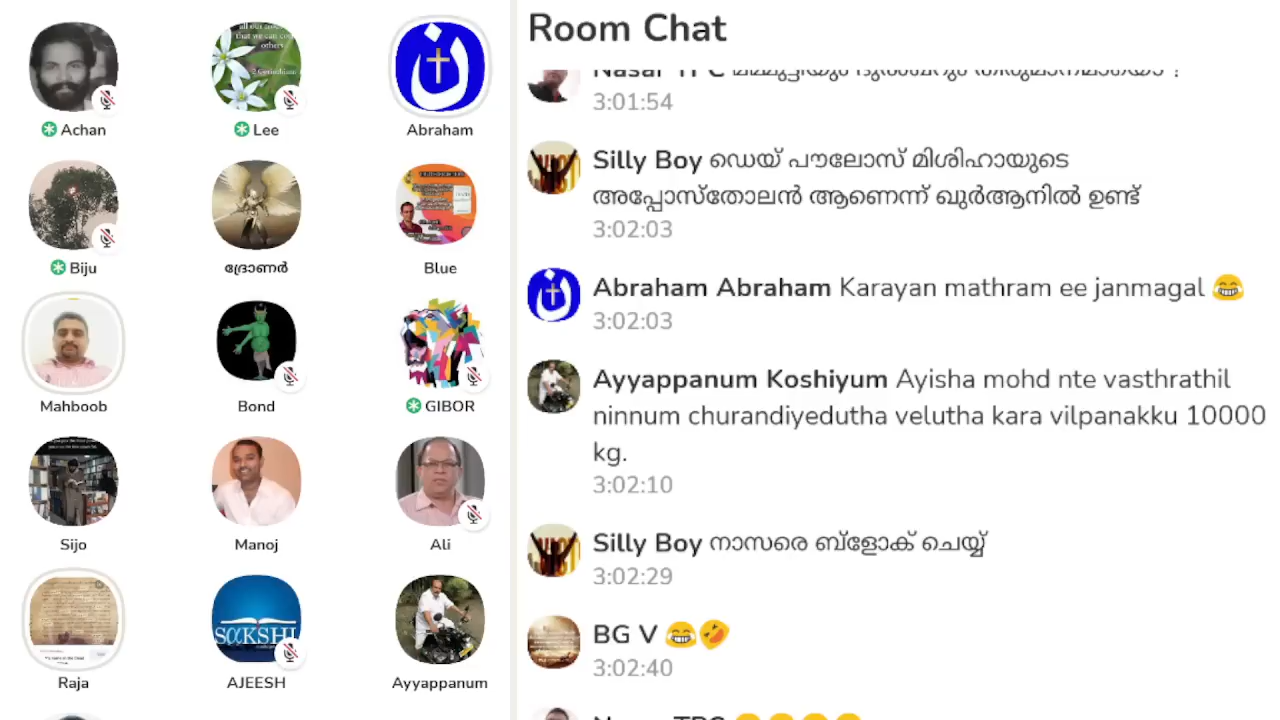 Room Chat
3:01:54
Silly Boy ഡെയ് പൗലോസ് മിശിഹായുടെ
അപ്പോസ്തോലൻ ആണെന്ന് ഖുർആനിൽ ഉണ്ട്
3:02:03
Abraham Abraham Karayan mathram ee janmagal 😂
3:02:03
Ayyappanum Koshiyum Ayisha mohd nte vasthrathil
ninnum churandiyedutha velutha kara vilpanakku 10000
kg.
3:02:10
Silly Boy നാസരെ ബ്ളോക് ചെയ്യ്
3:02:29
BG V 😂🤣
3:02:40
Achan
Lee
Abraham
Biju
ദ്രോണർ
Blue
Mahboob
Bond
GIBOR
Sijo
Manoj
Ali
SAKSHI
Raja
AJEESH
Ayyappanum